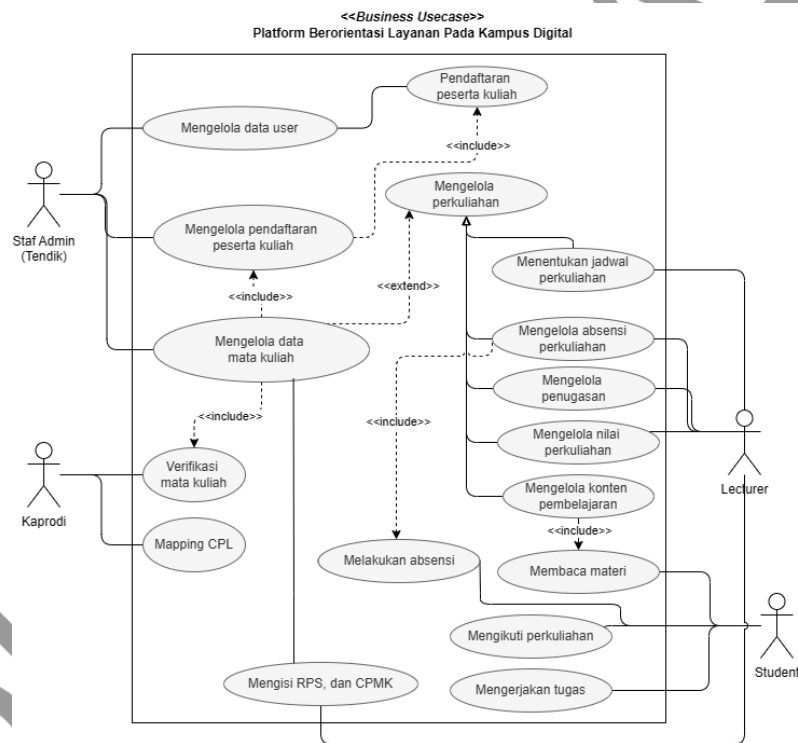 <<Business Usecase>>
Platform Berorientasi Layanan Pada Kampus Digital
Pendaftaran
peserta kuliah
Mengelola data user
<<include>>
Mengelola
perkuliahan
Staf Admin
(Tendik)
Mengelola pendaftaran
peserta kuliah
Menentukan jadwal
perkuliahan
<<extend>>
<<include>>
Mengelola data
mata kuliah
Mengelola absensi
perkuliahan
Mengelola
penugasan
<<include>>
<<include>>
Mengelola nilai
perkuliahan
Verifikasi
mata kuliah
Kaprodi
Lecturer
Mengelola konten
pembelajaran
<<include>>
Mapping CPL
Melakukan absensi
Membaca materi
Mengikuti perkuliahan
Student
Mengisi RPS, dan CPMK
Mengerjakan tugas